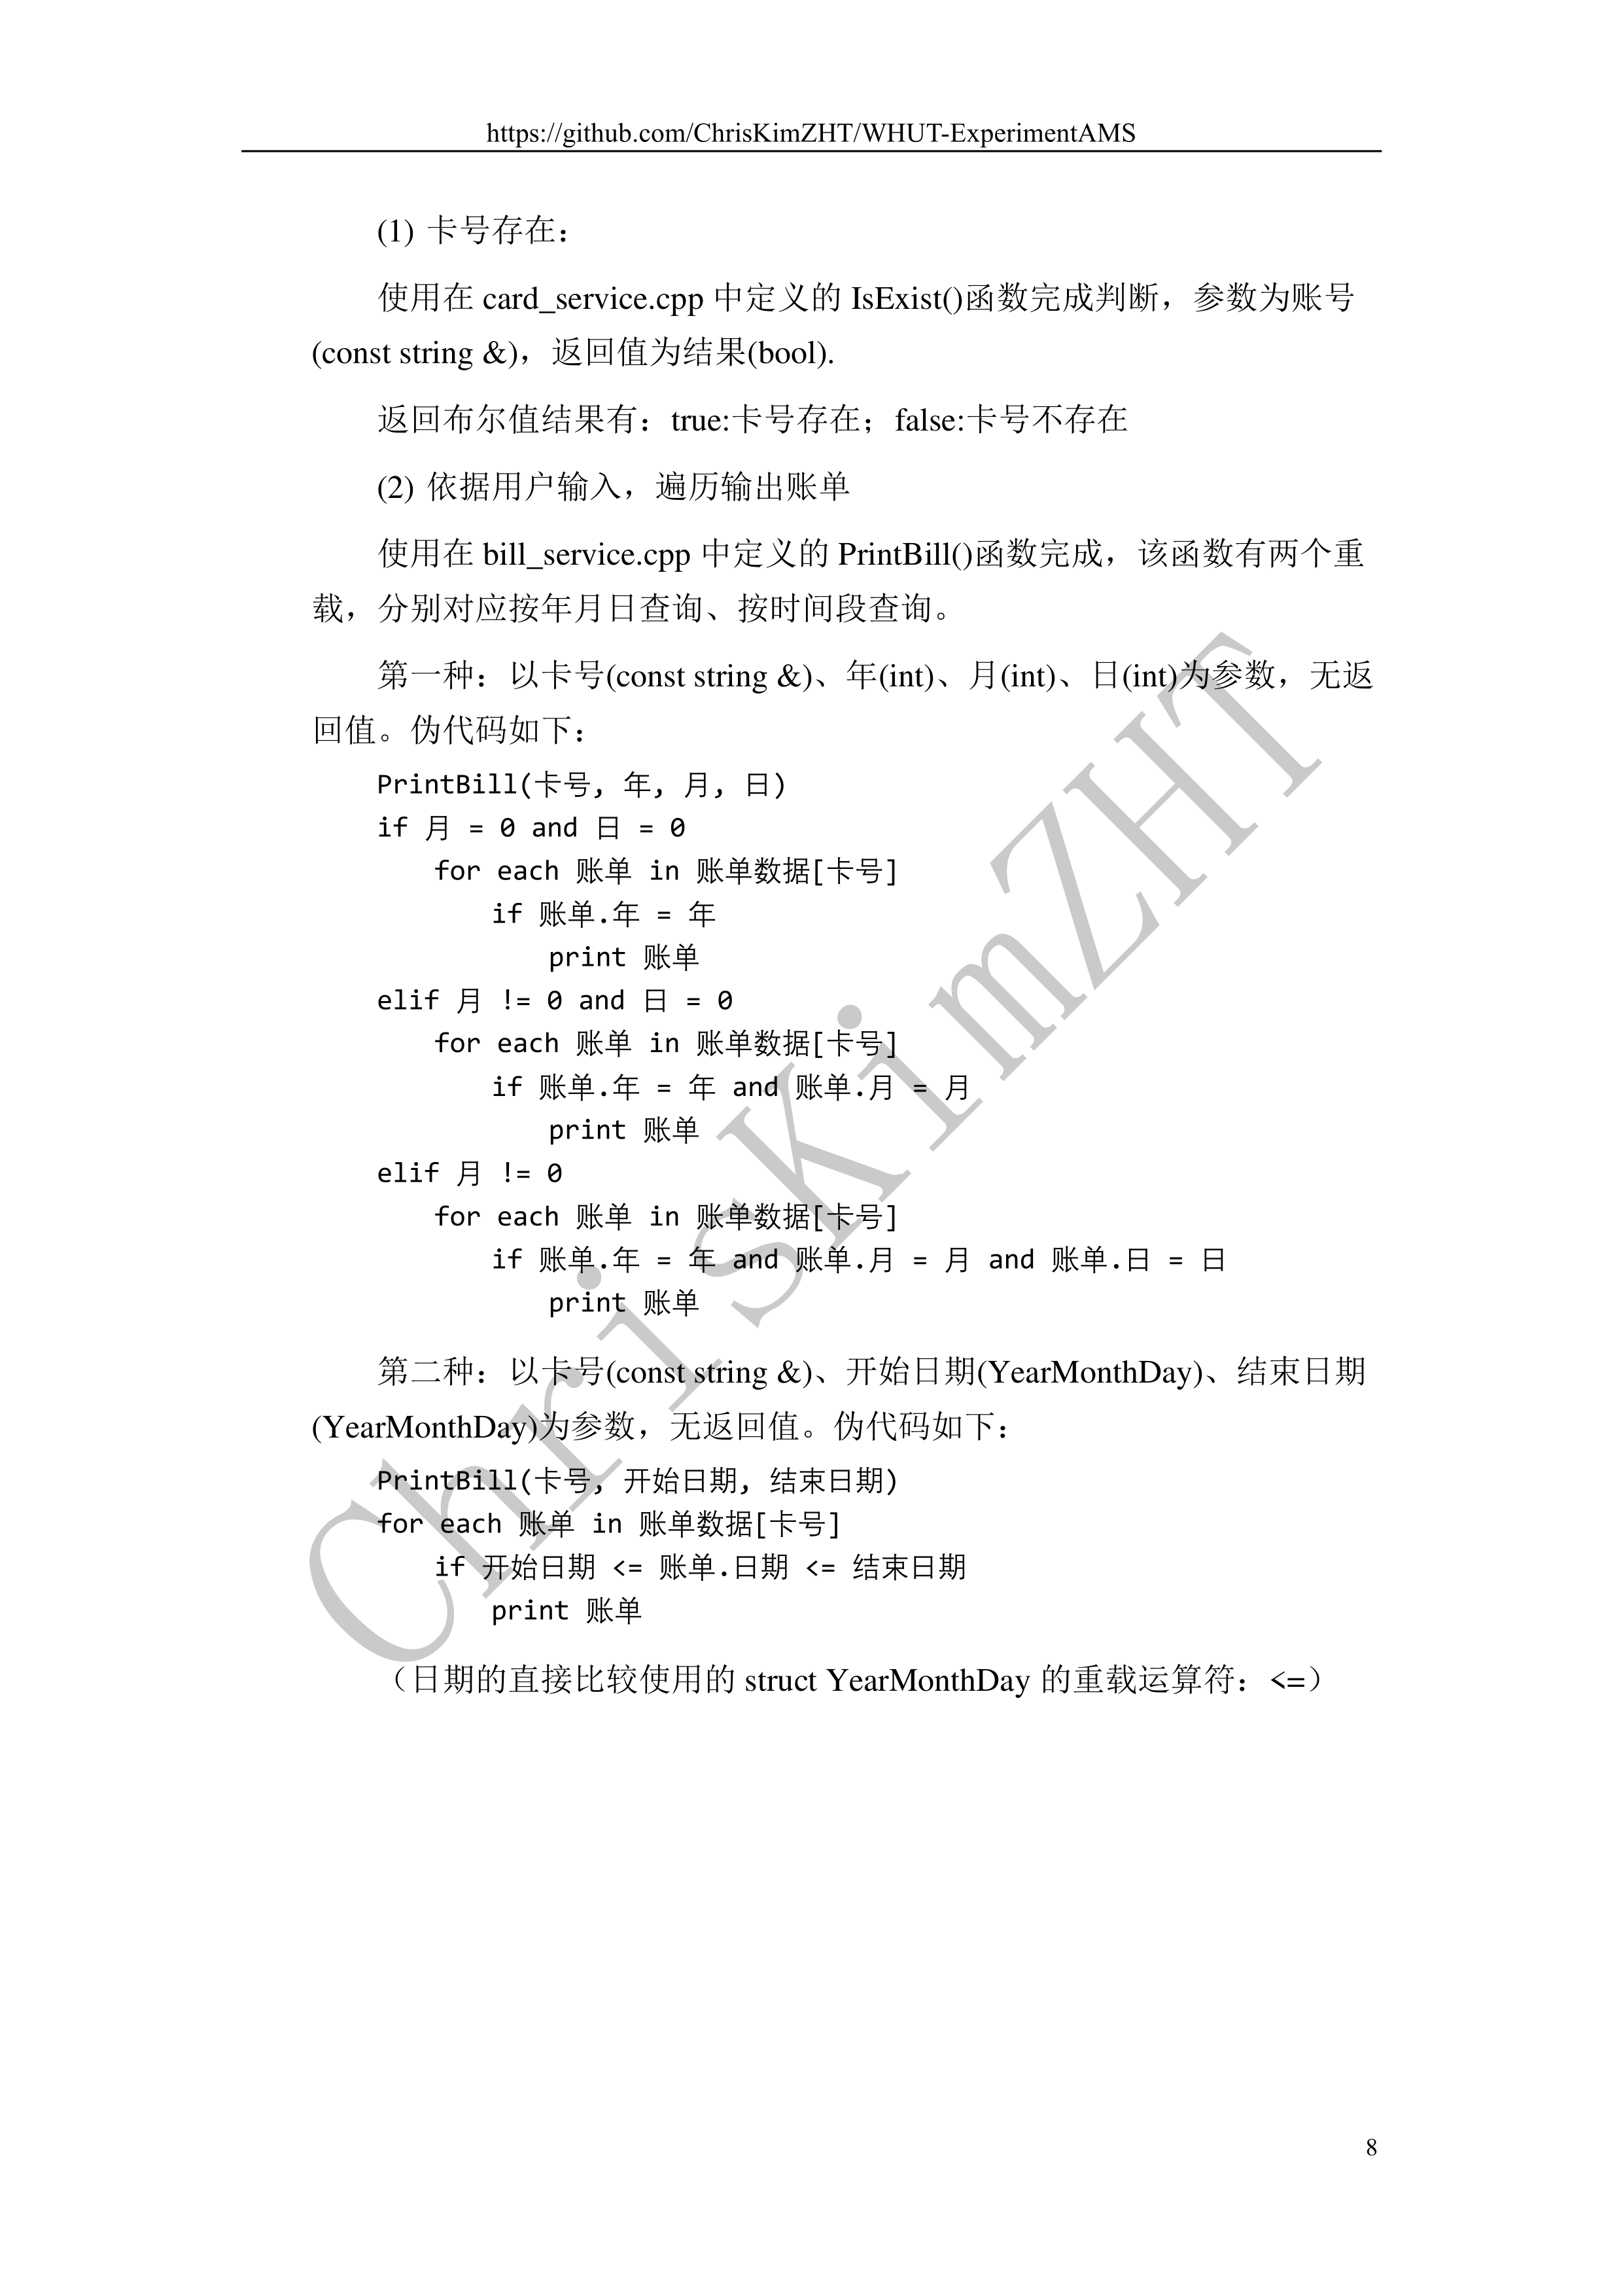 https://github.com/ChrisKimZHT/WHUT-ExperimentAMS
(1) 卡号存在：
使用在 card_service.cpp 中定义的 IsExist()函数完成判断，参数为账号
(const string &)，返回值为结果(bool).
返回布尔值结果有：true:卡号存在；false:卡号不存在
(2) 依据用户输入，遍历输出账单
使用在 bill_service.cpp 中定义的 PrintBill()函数完成，该函数有两个重
载，分别对应按年月日查询、按时间段查询。
第一种：以卡号(const string &)、年(int)、月(int)、日(int)为参数，无返
回值。伪代码如下：
PrintBill(卡号, 年, 月, 日)
if 月 = 0 and 日 = 0
for each 账单 in 账单数据[卡号]
if 账单.年 = 年
print 账单
elif 月 != 0 and 日 = 0
for each 账单 in 账单数据[卡号]
if 账单.年 = 年 and 账单.月 = 月
print 账单
elif 月 != 0
for each 账单 in 账单数据[卡号]
if 账单.年 = 年 and 账单.月 = 月 and 账单.日 = 日
print 账单
第二种：以卡号(const string &)、开始日期(YearMonthDay)、结束日期
(YearMonthDay)为参数，无返回值。伪代码如下：
PrintBill(卡号, 开始日期, 结束日期)
for each 账单 in 账单数据[卡号]
if 开始日期 <= 账单.日期 <= 结束日期
print 账单
（日期的直接比较使用的 struct YearMonthDay 的重载运算符：<=）
ChrisKimZHT
8